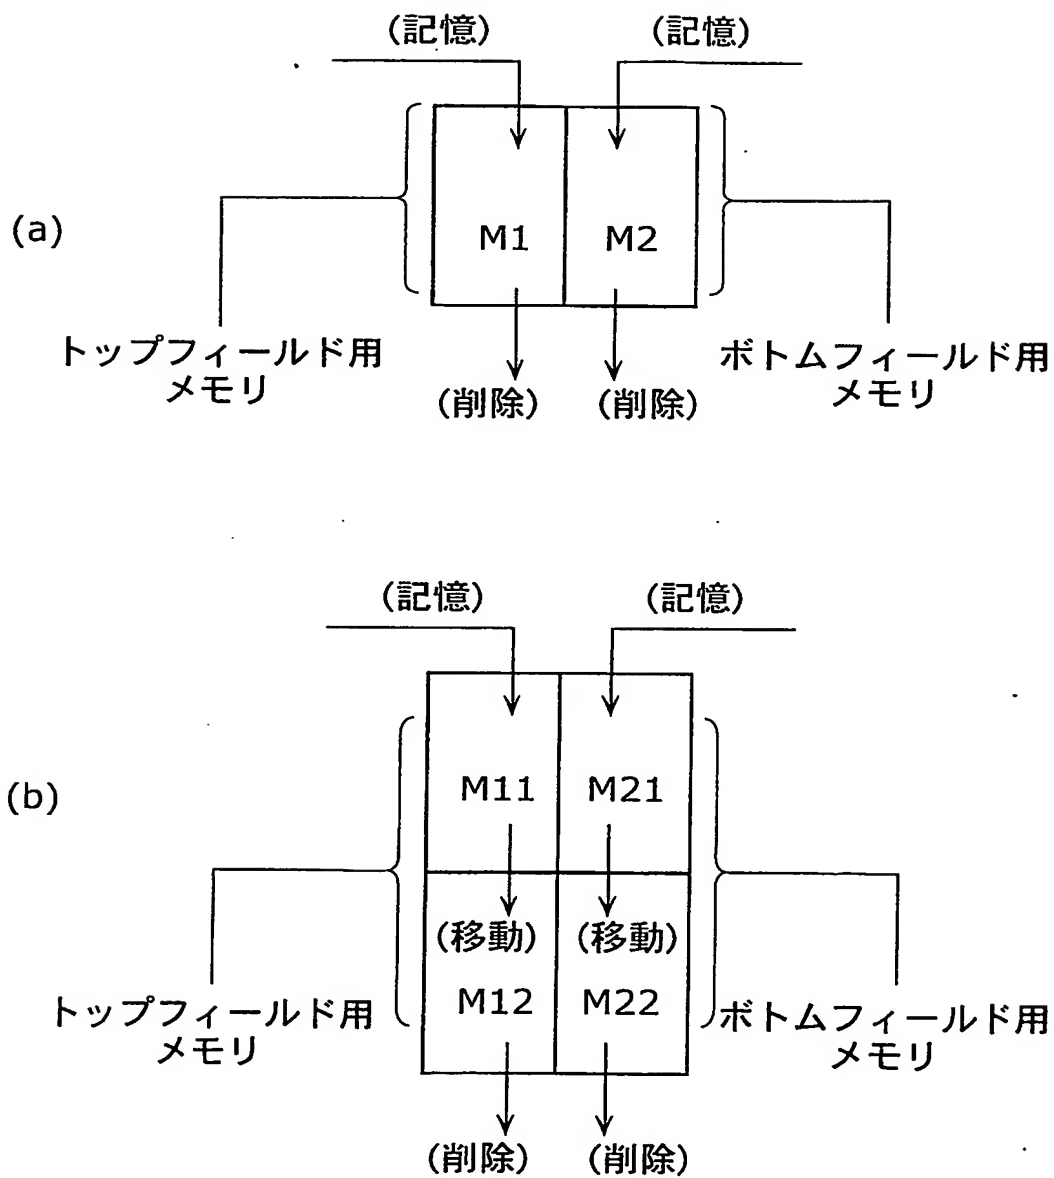 (記憶) (記憶)
(a)
M1 M2
トップフィールド用
メモリ
ボトムフィールド用
メモリ
(削除) (削除)
(記憶) (記憶)
(b)
M11 M21
(移動) (移動)
M12 M22
トップフィールド用
メモリ
ボトムフィールド用
メモリ
(削除) (削除)